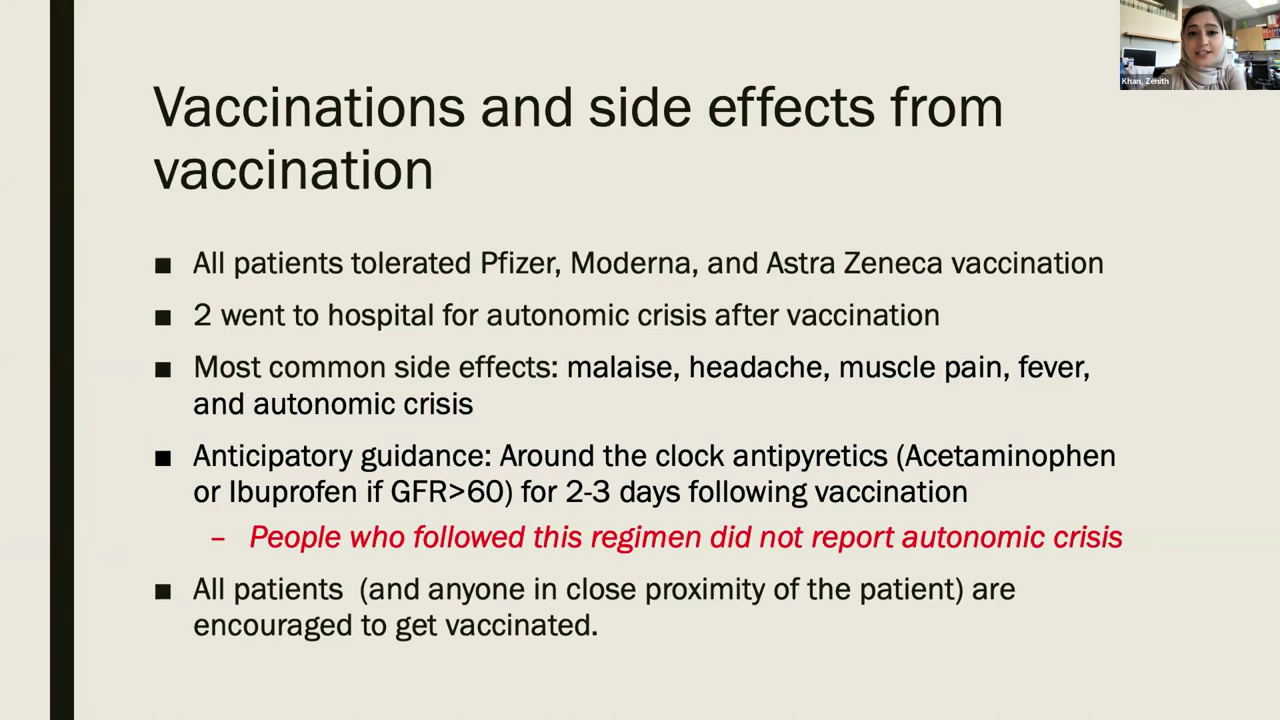 Khan, Zenith
Vaccinations and side effects from
vaccination
■ All patients tolerated Pfizer, Moderna, and Astra Zeneca vaccination
■ 2 went to hospital for autonomic crisis after vaccination
■ Most common side effects: malaise, headache, muscle pain, fever,
and autonomic crisis
■ Anticipatory guidance: Around the clock antipyretics (Acetaminophen
or Ibuprofen if GFR>60) for 2-3 days following vaccination
– People who followed this regimen did not report autonomic crisis
■ All patients  (and anyone in close proximity of the patient) are
encouraged to get vaccinated.